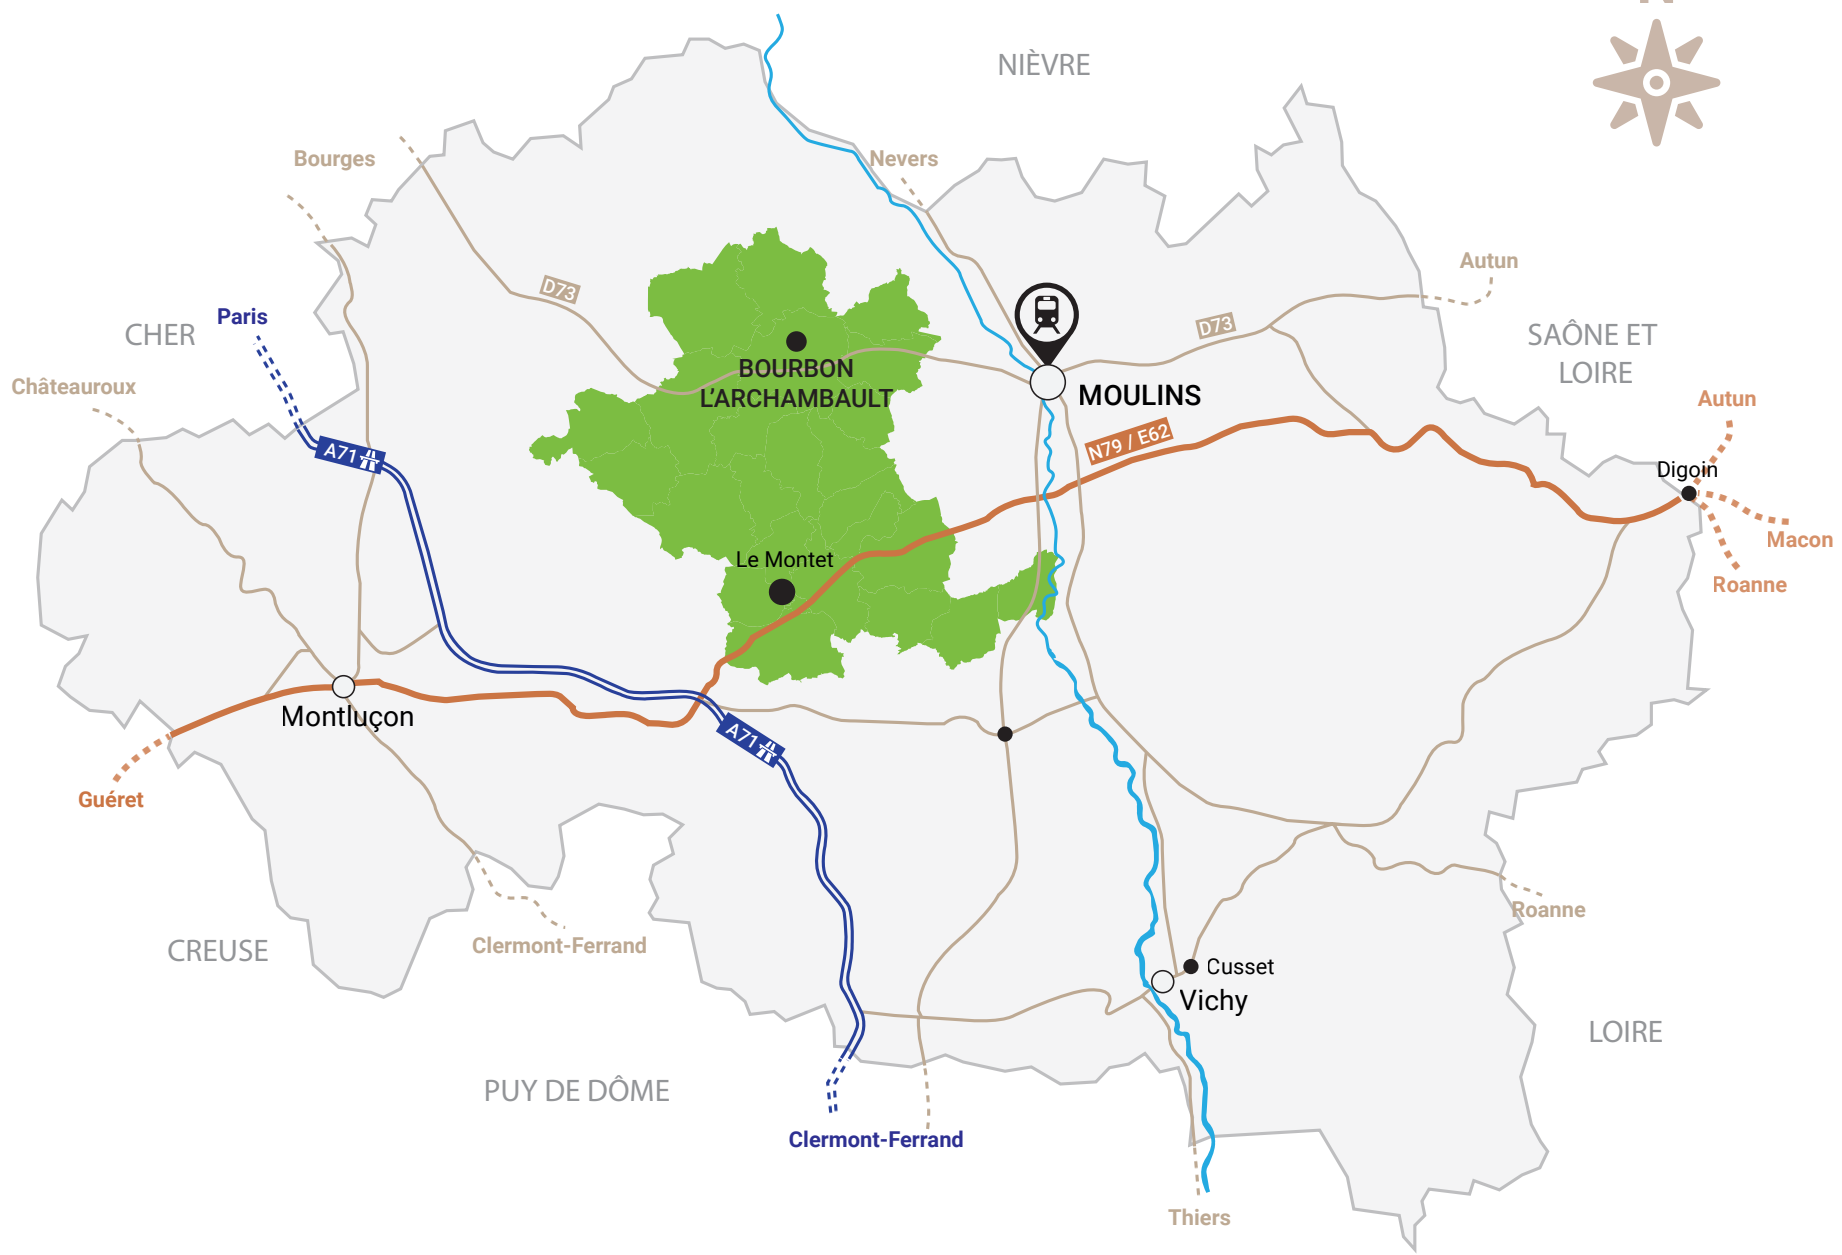 NIÈVRE
Bourges
Nevers
Autun
D73
Paris
CHER
D73
SAÔNE ET
LOIRE
BOURBON
L'ARCHAMBAULT
Châteauroux
MOULINS
Autun
A71
N79 / E62
Digoin
Macon
Le Montet
Roanne
Montluçon
A71
Guéret
Roanne
CREUSE
Clermont-Ferrand
Cusset
Vichy
LOIRE
PUY DE DÔME
Clermont-Ferrand
Thiers